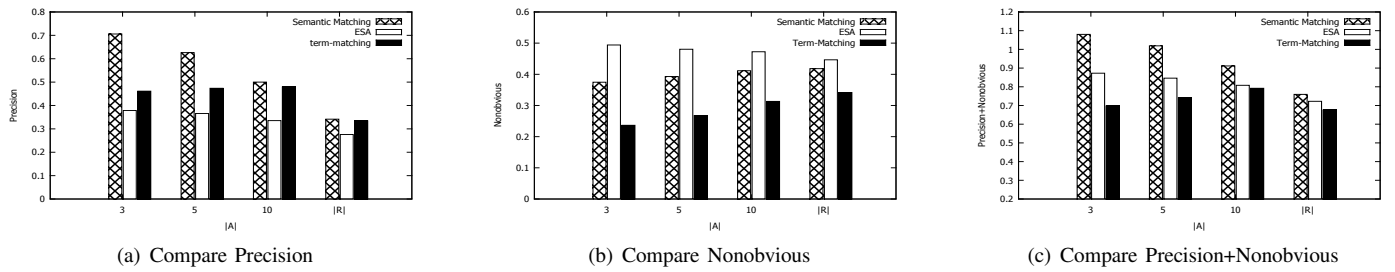 0.8
0.7
0.6
0.5
0.4
0.3
0.2
0.1
0
Precision
Semantic Matching
ESA
term-matching
3
5
10
|R|
|A|
(a) Compare Precision
0.6
0.5
0.4
0.3
0.2
0.1
0
Nonobvious
Semantic Matching
ESA
Term-Matching
3
5
10
|R|
|A|
(b) Compare Nonobvious
1.2
1.1
1
0.9
0.8
0.7
0.6
0.5
0.4
0.3
0.2
Precision+Nonobvious
Semantic Matching
ESA
Term-Matching
3
5
10
|R|
|A|
(c) Compare Precision+Nonobvious